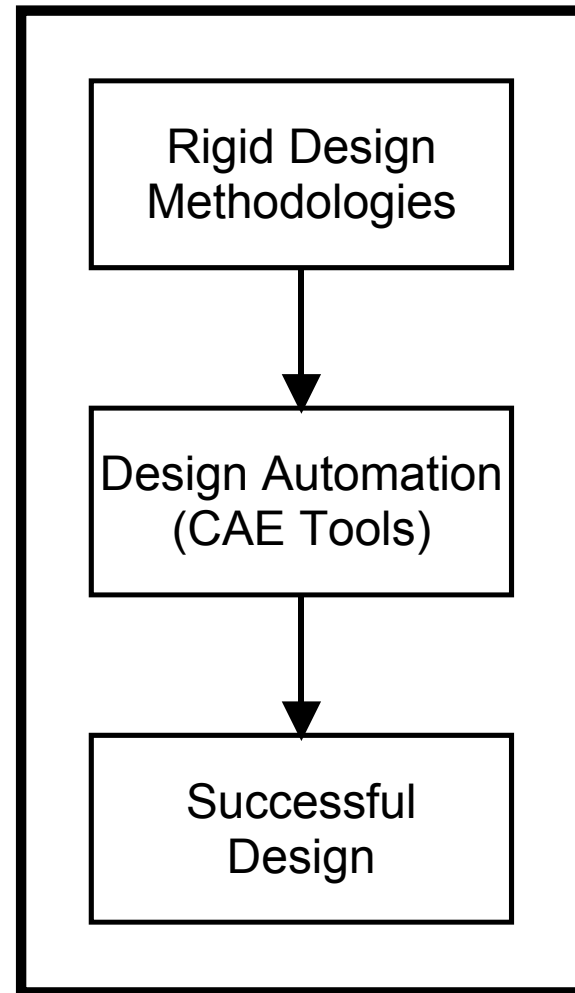 Rigid Design
Methodologies
Design Automation
(CAE Tools)
Successful
Design